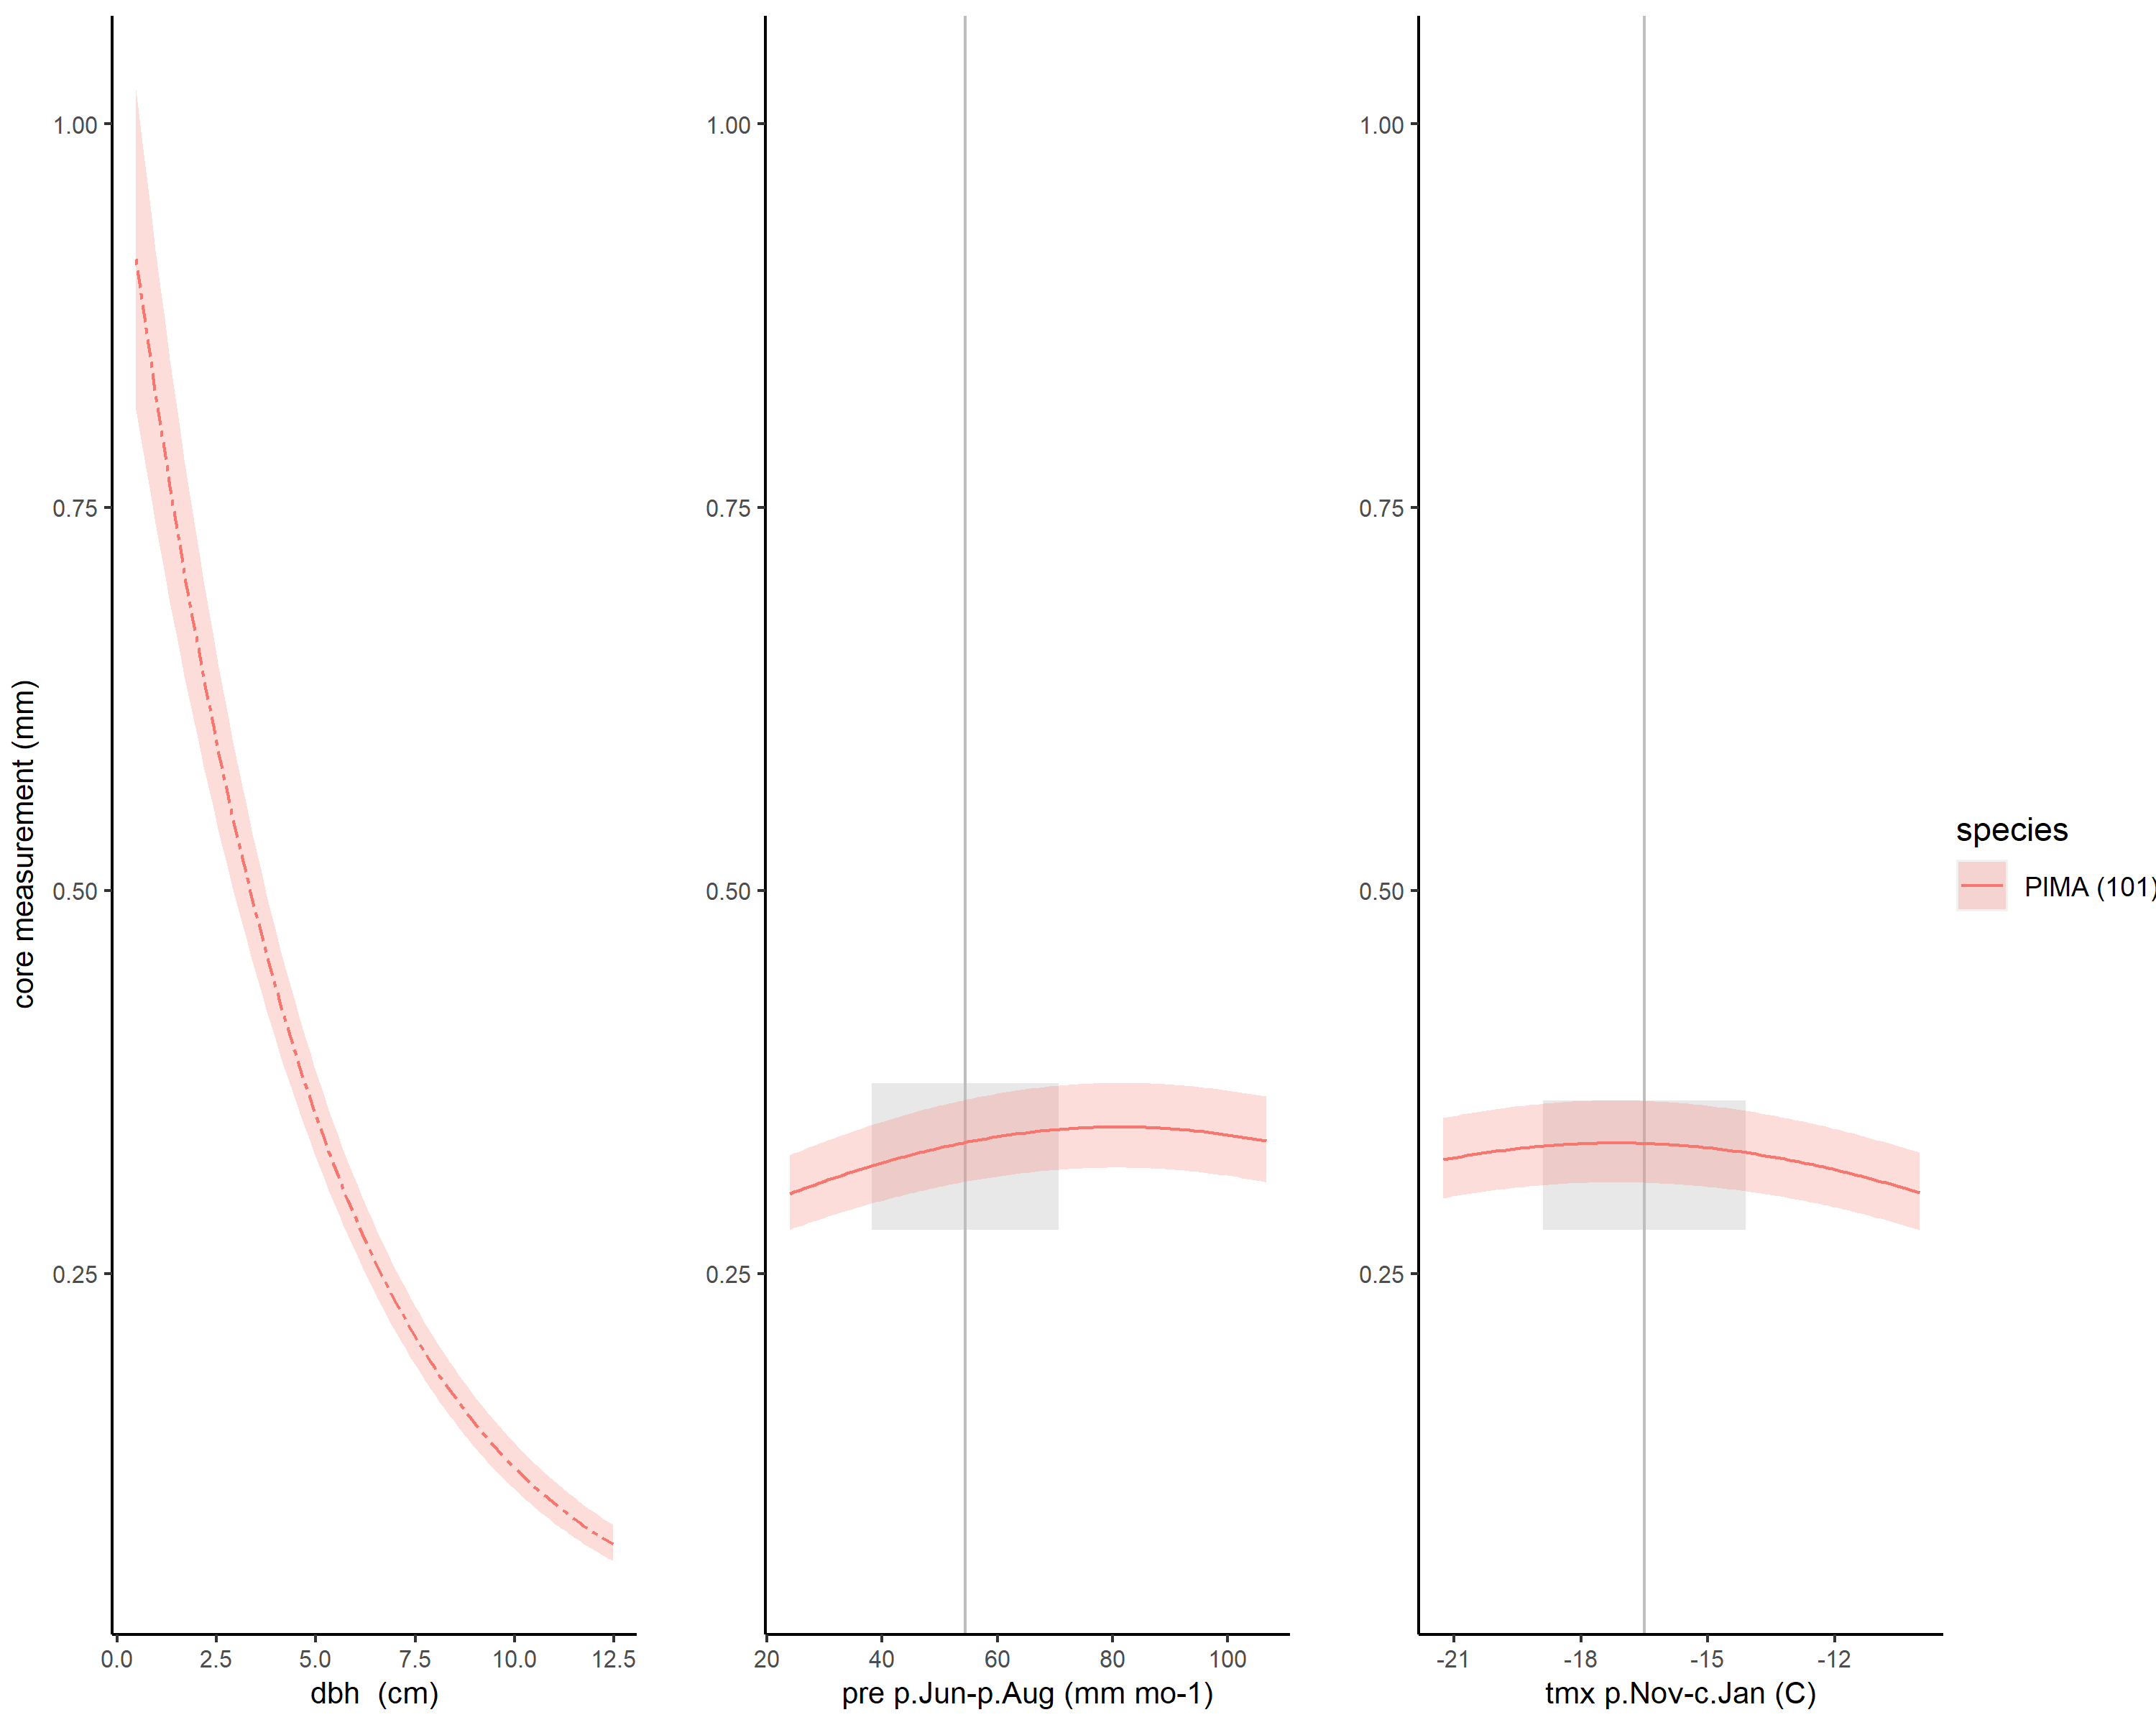 core measurement (mm)
1.00
0.75
0.50
0.25
0.0 2.5 5.0 7.5 10.0 12.5
dbh  (cm)
1.00
0.75
0.50
0.25
20 40 60 80 100
pre p.Jun-p.Aug (mm mo-1)
1.00
0.75
0.50
0.25
-21 -18 -15 -12
tmx p.Nov-c.Jan (C)
species
PIMA (101)